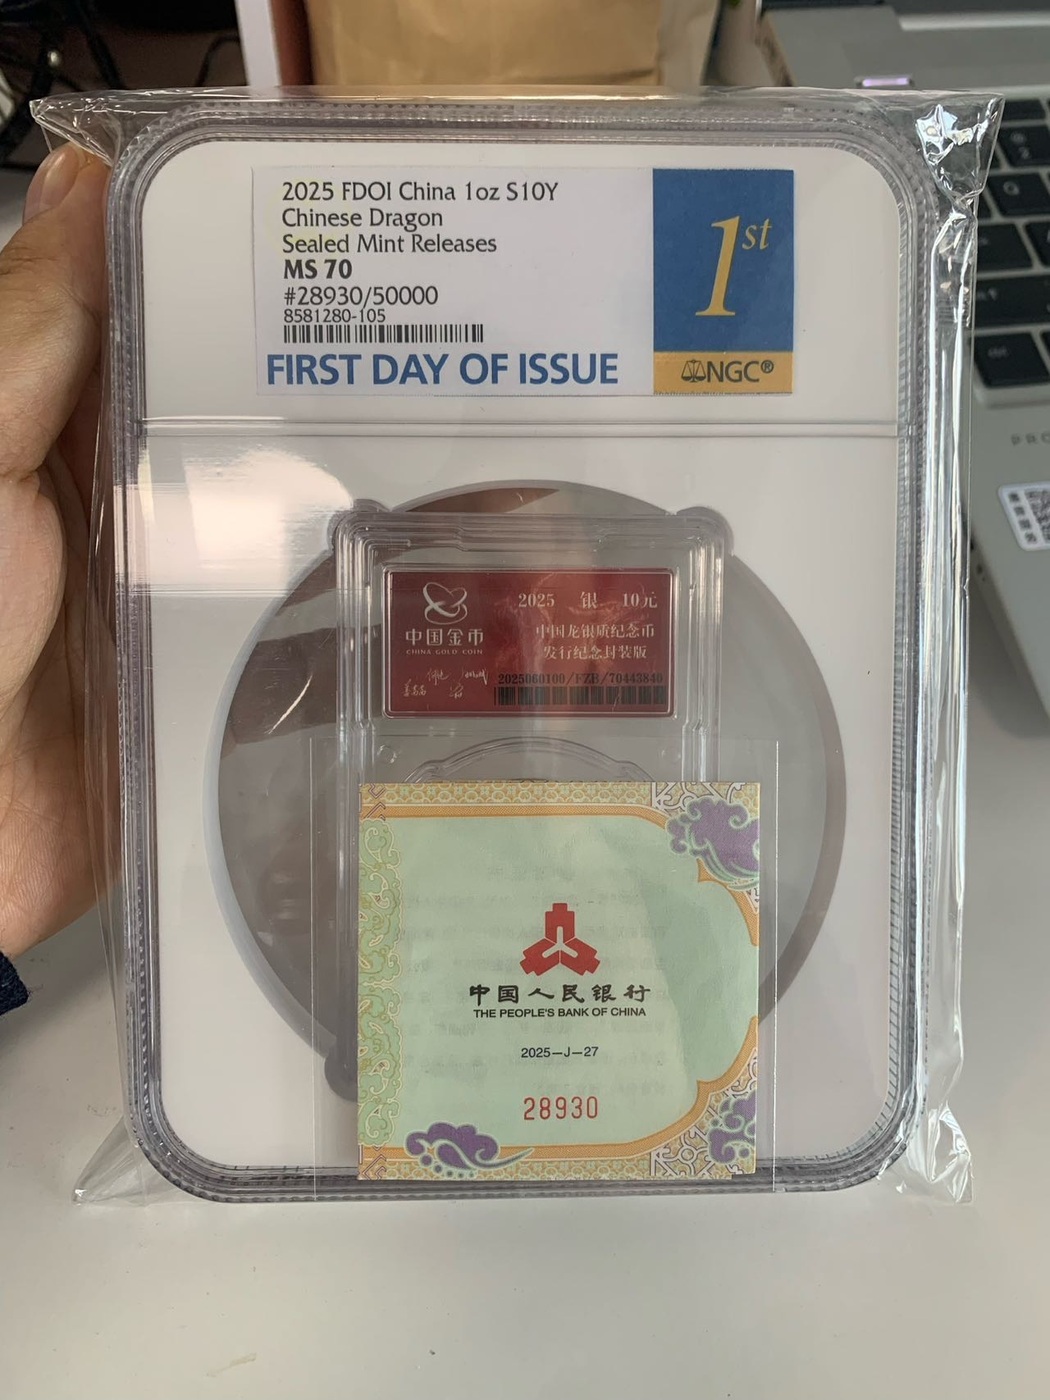 2025 FDOI China 1oz S10Y
Chinese Dragon
Sealed Mint Releases
MS 70
#28930/50000
8581280-105
FIRST DAY OF ISSUE
1st
NGC®
中国金币
CHINA GOLD COIN
2025 银 10元
中国龙银质纪念币
发行纪念封装版
2025060109/FZB/70443840
中国人民银行
THE PEOPLE'S BANK OF CHINA
2025—J—27
28930